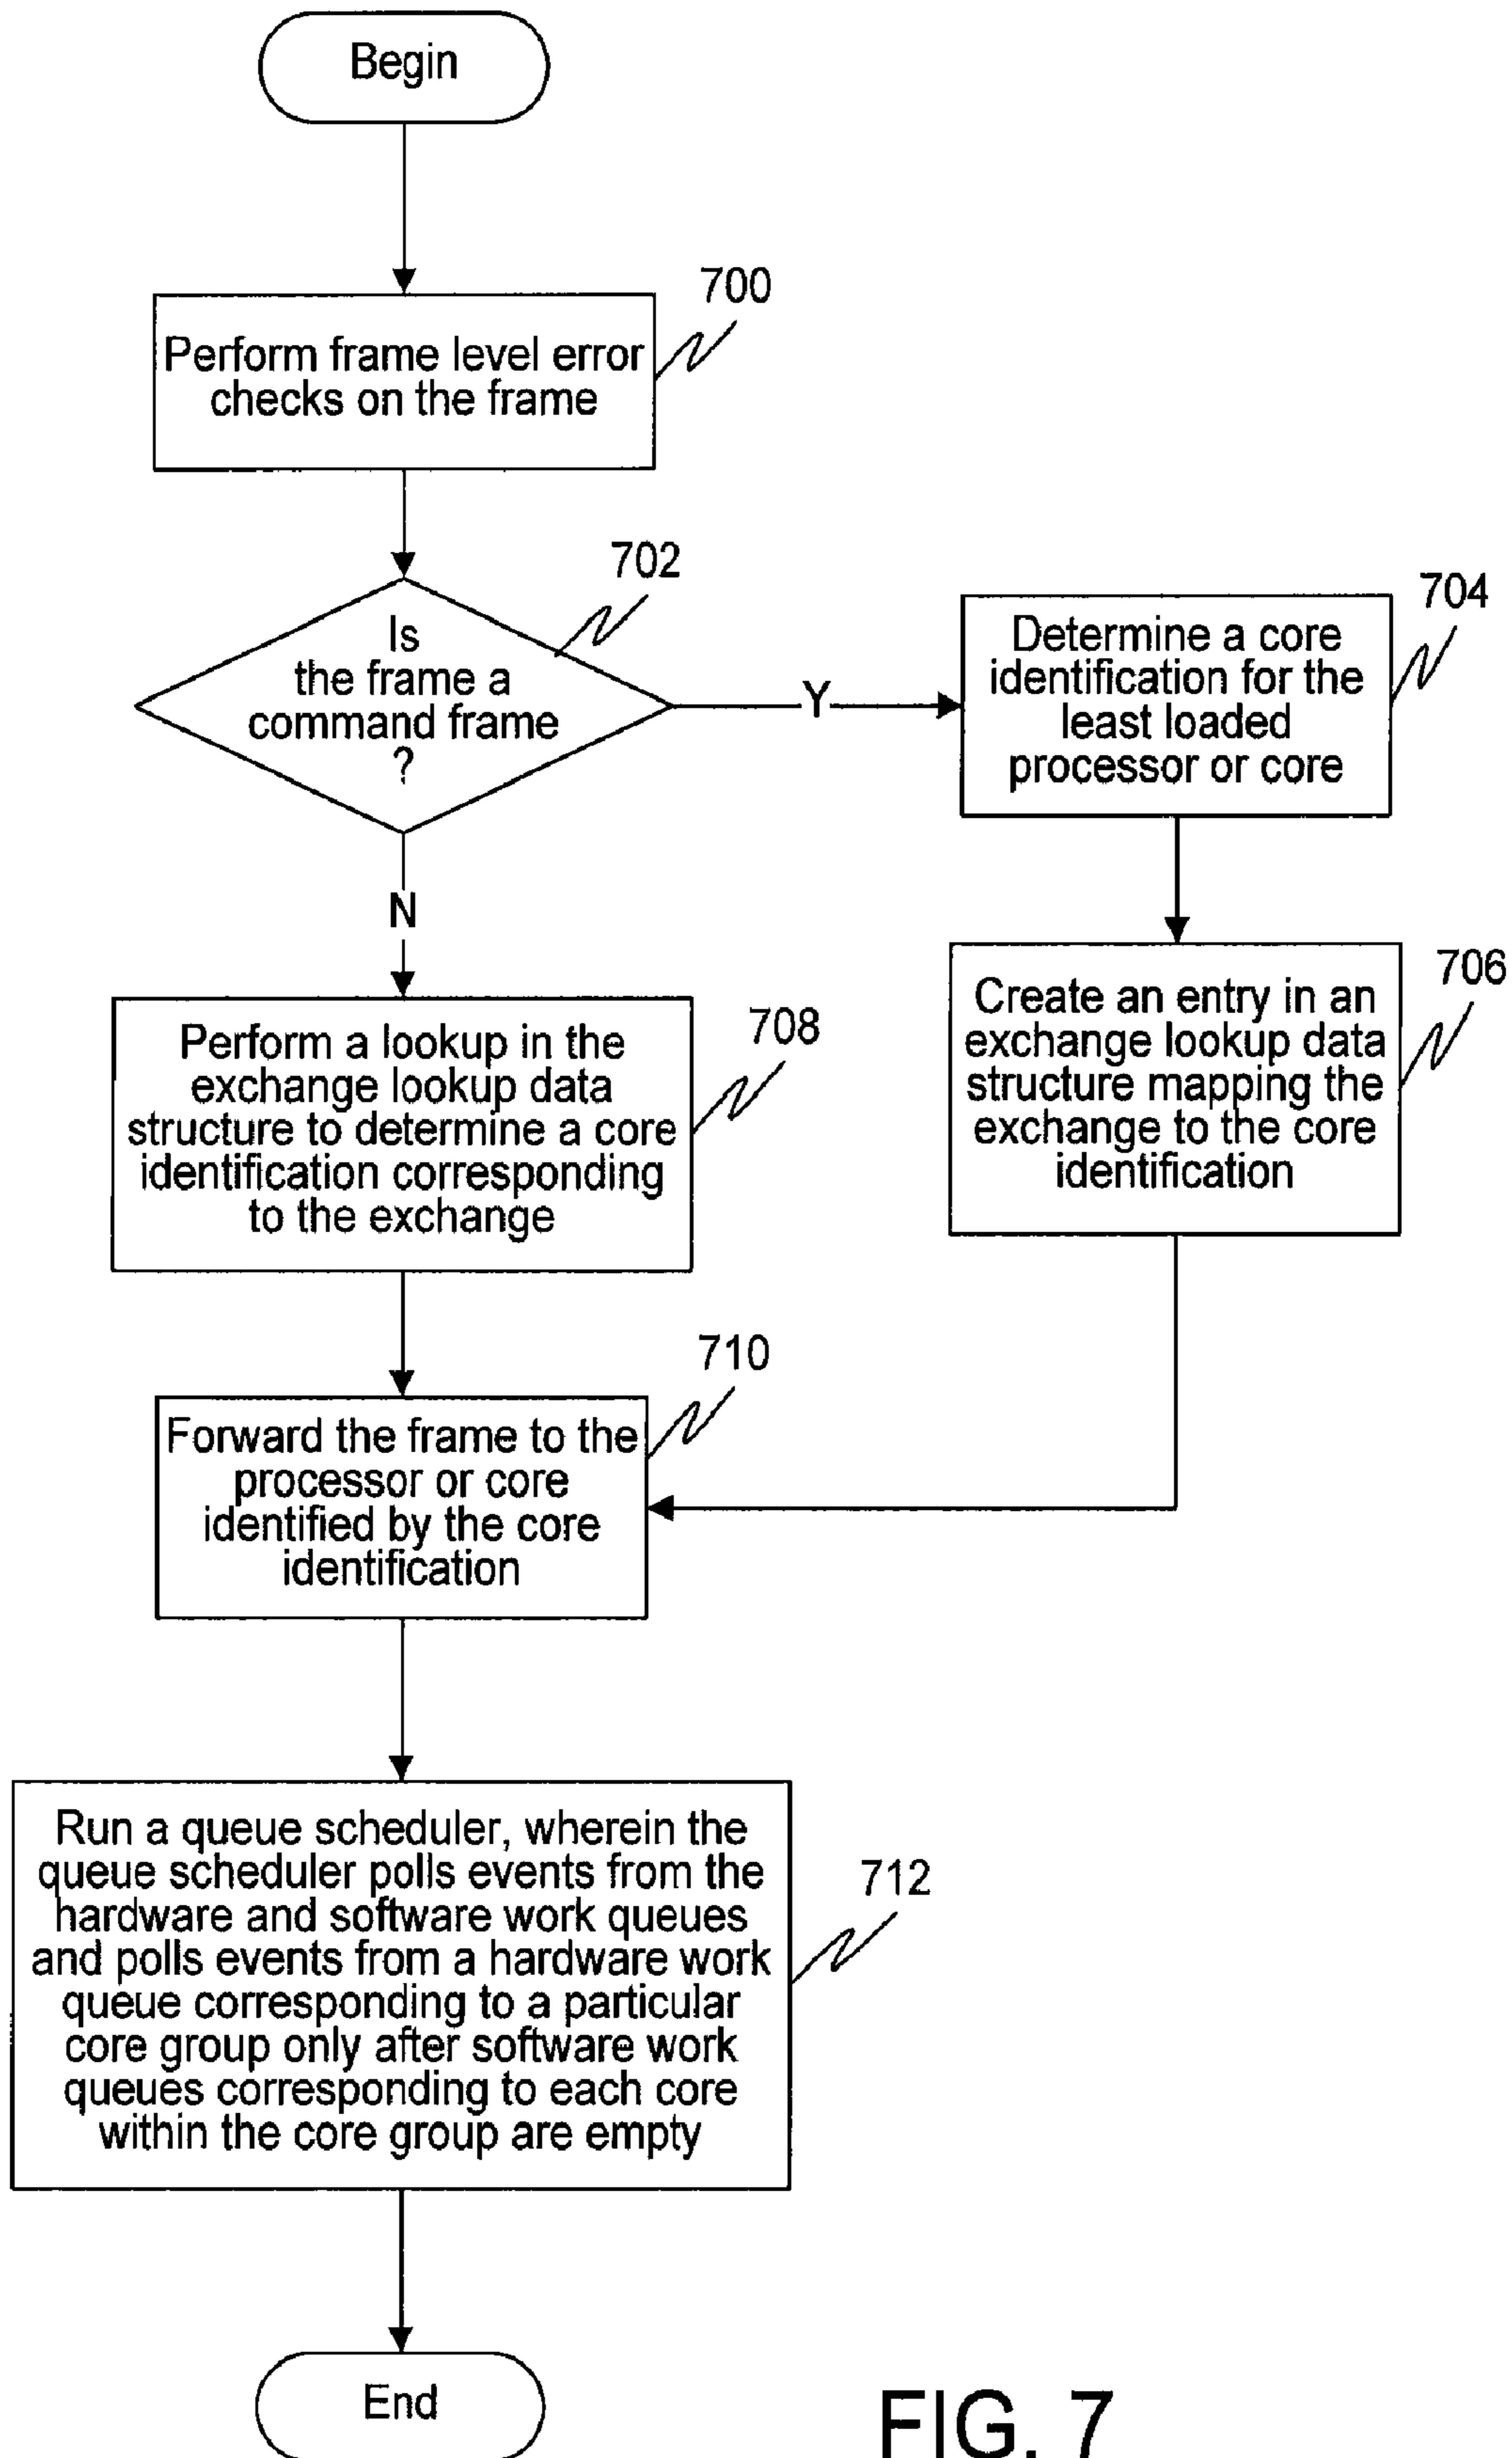 Begin
700
Perform frame level error
checks on the frame
702
Is
the frame a
command frame
?
Y
704
Determine a core
identification for the
least loaded
processor or core
N
706
Create an entry in an
exchange lookup data
structure mapping the
exchange to the core
identification
708
Perform a lookup in the
exchange lookup data
structure to determine a core
identification corresponding
to the exchange
710
Forward the frame to the
processor or core
identified by the core
identification
712
Run a queue scheduler, wherein the
queue scheduler polls events from the
hardware and software work queues
and polls events from a hardware work
queue corresponding to a particular
core group only after software work
queues corresponding to each core
within the core group are empty
End
FIG. 7